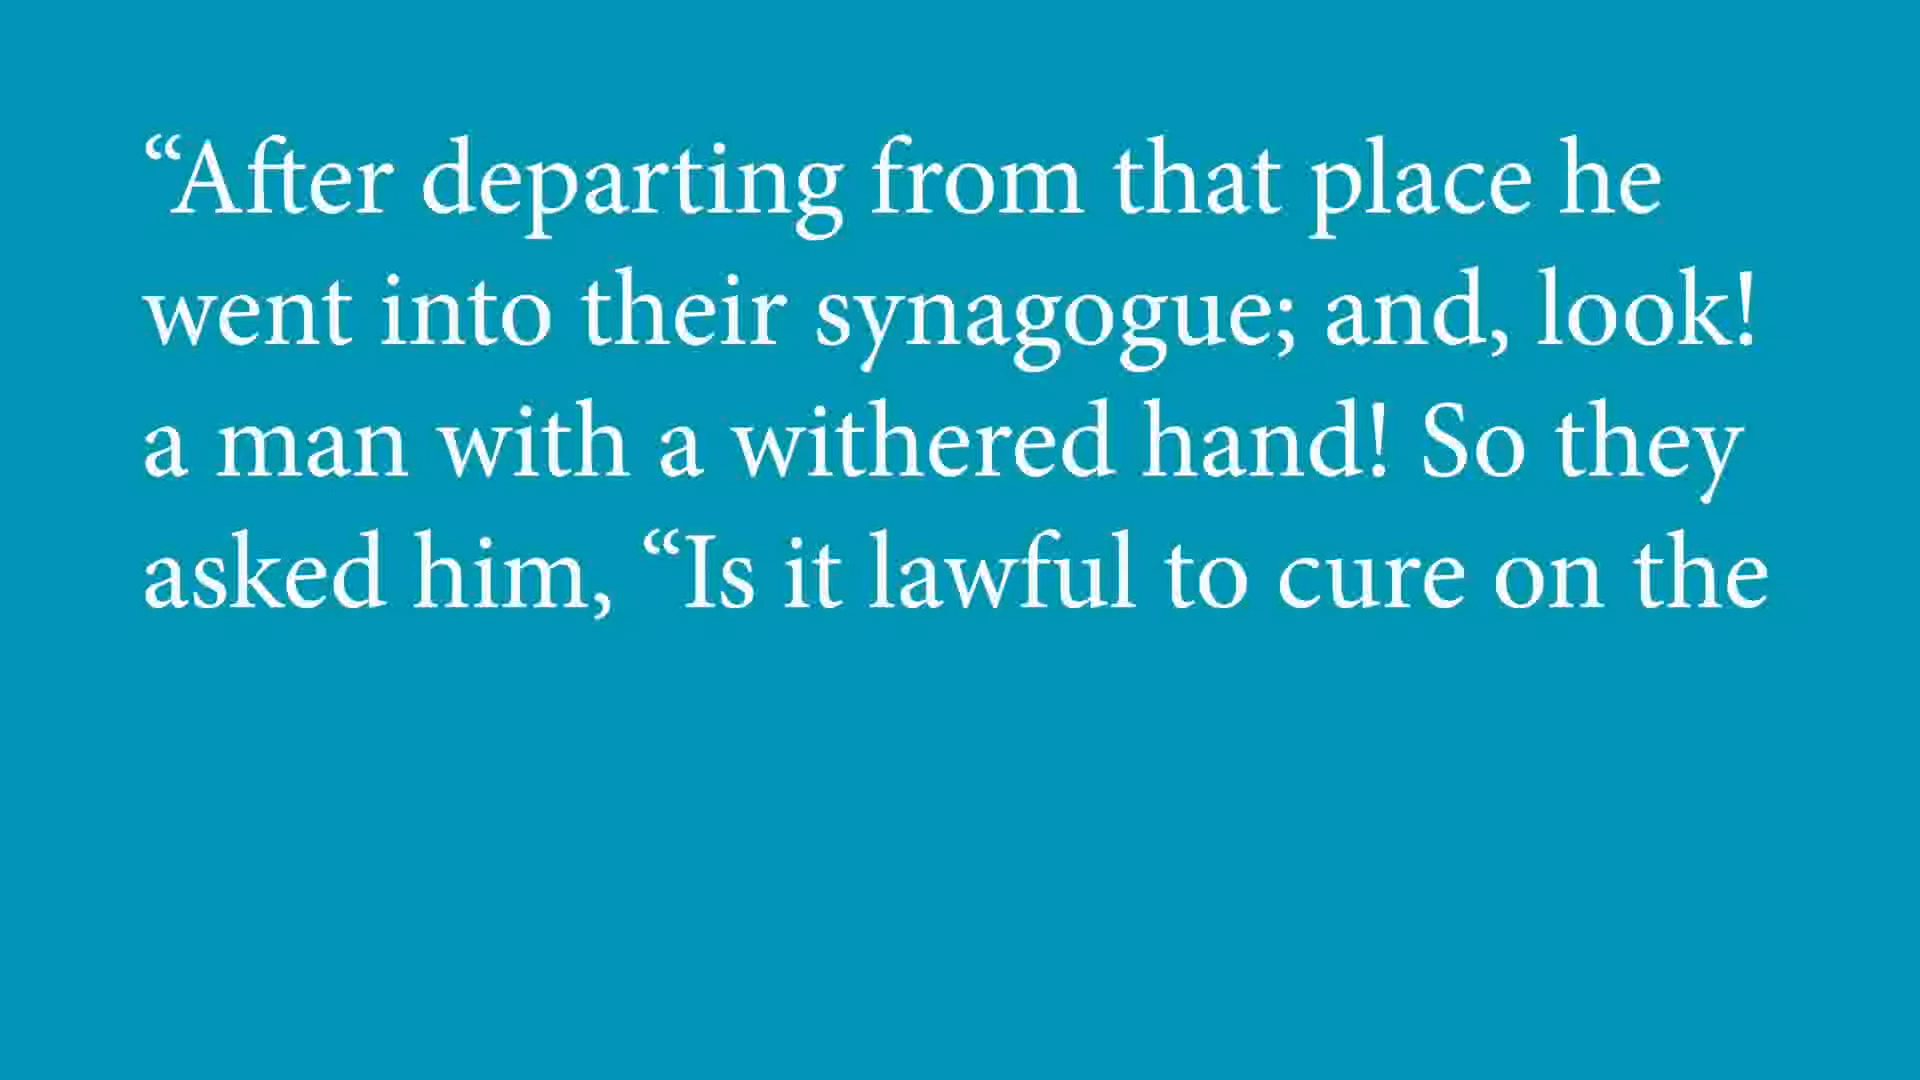 “After departing from that place he
went into their synagogue; and, look!
a man with a withered hand! So they
asked him, “Is it lawful to cure on the